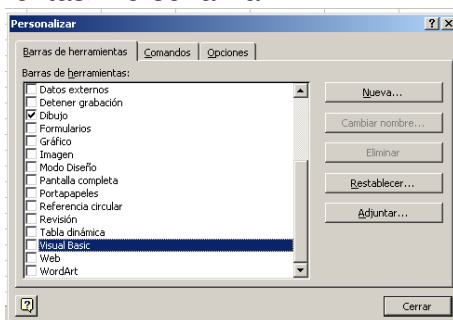 Personalizar
Barras de herramientas Comandos Opciones
Barras de herramientas:
Datos externos
Detener grabación
Dibujo
Formularios
Gráfico
Imagen
Modo Diseño
Pantalla completa
Portapapeles
Referencia circular
Revisión
Tabla dinámica
Visual Basic
Web
WordArt
Nueva...
Cambiar nombre...
Eliminar
Restablecer...
Adjuntar...
Cerrar